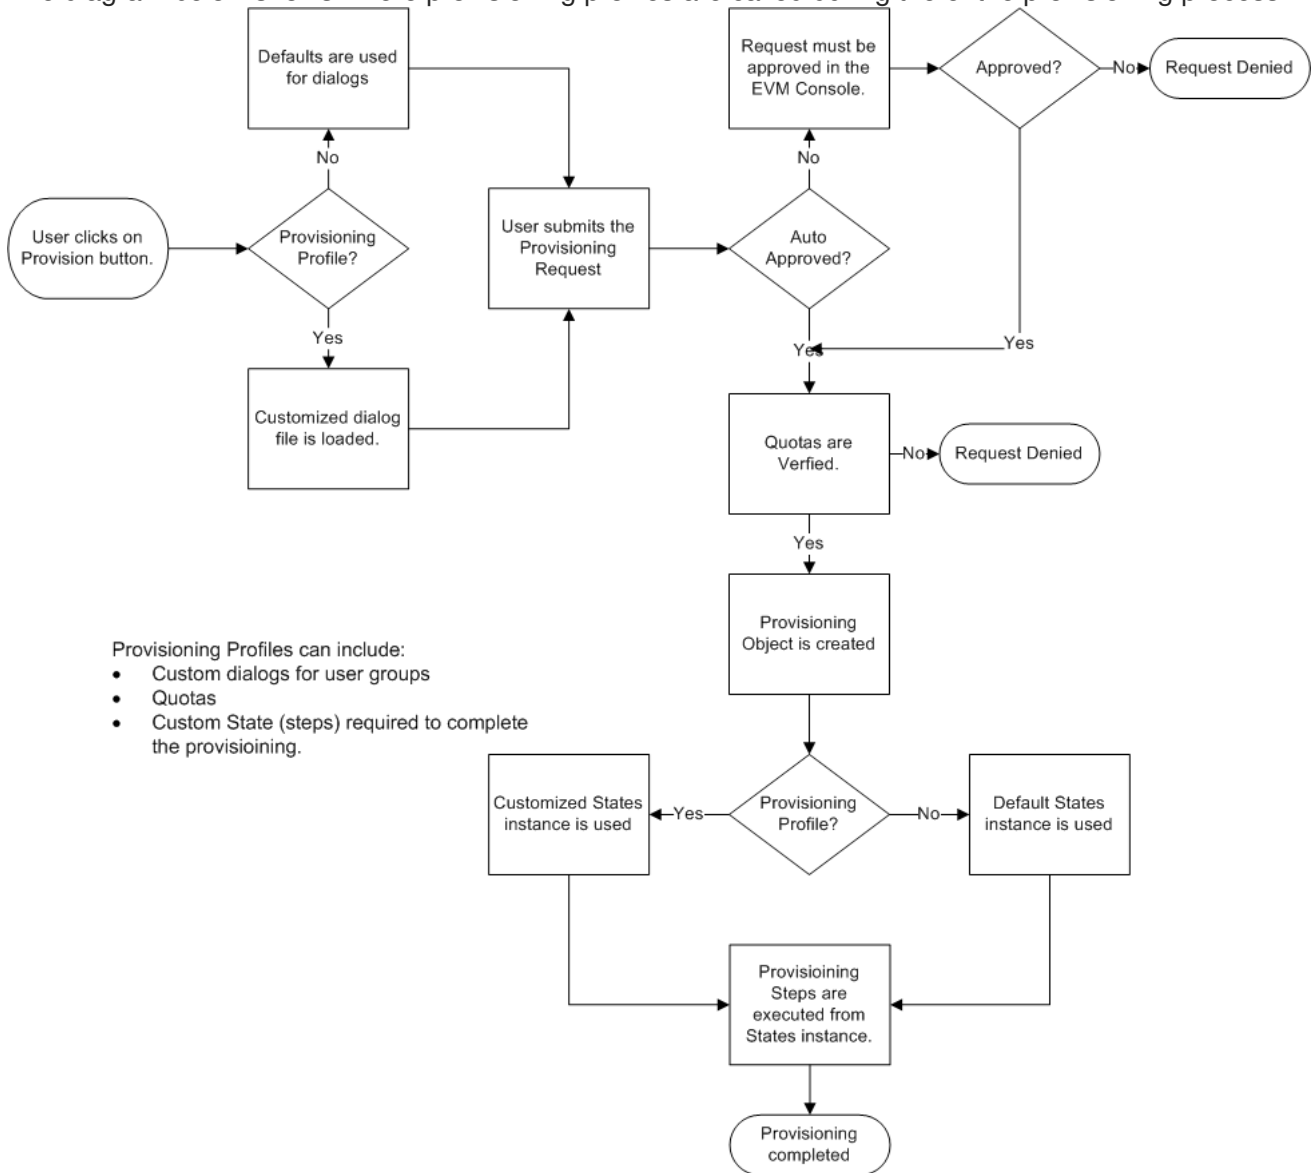 Defaults are used
for dialogs
Request must be
approved in the
EVM Console.
Approved?
No
Request Denied
No
No
User clicks on
Provision button.
Provisioning
Profile?
User submits the
Provisioning
Request
Auto
Approved?
Yes
Yes
Yes
Customized dialog
file is loaded.
Quotas are
Verfied.
No
Request Denied
Yes
Provisioning
Object is created
Provisioning Profiles can include:
• Custom dialogs for user groups
• Quotas
• Custom State (steps) required to complete
the provisioining.
Customized States
instance is used
Yes
Provisioning
Profile?
No
Default States
instance is used
Provisioining
Steps are
executed from
States instance.
Provisioning
completed